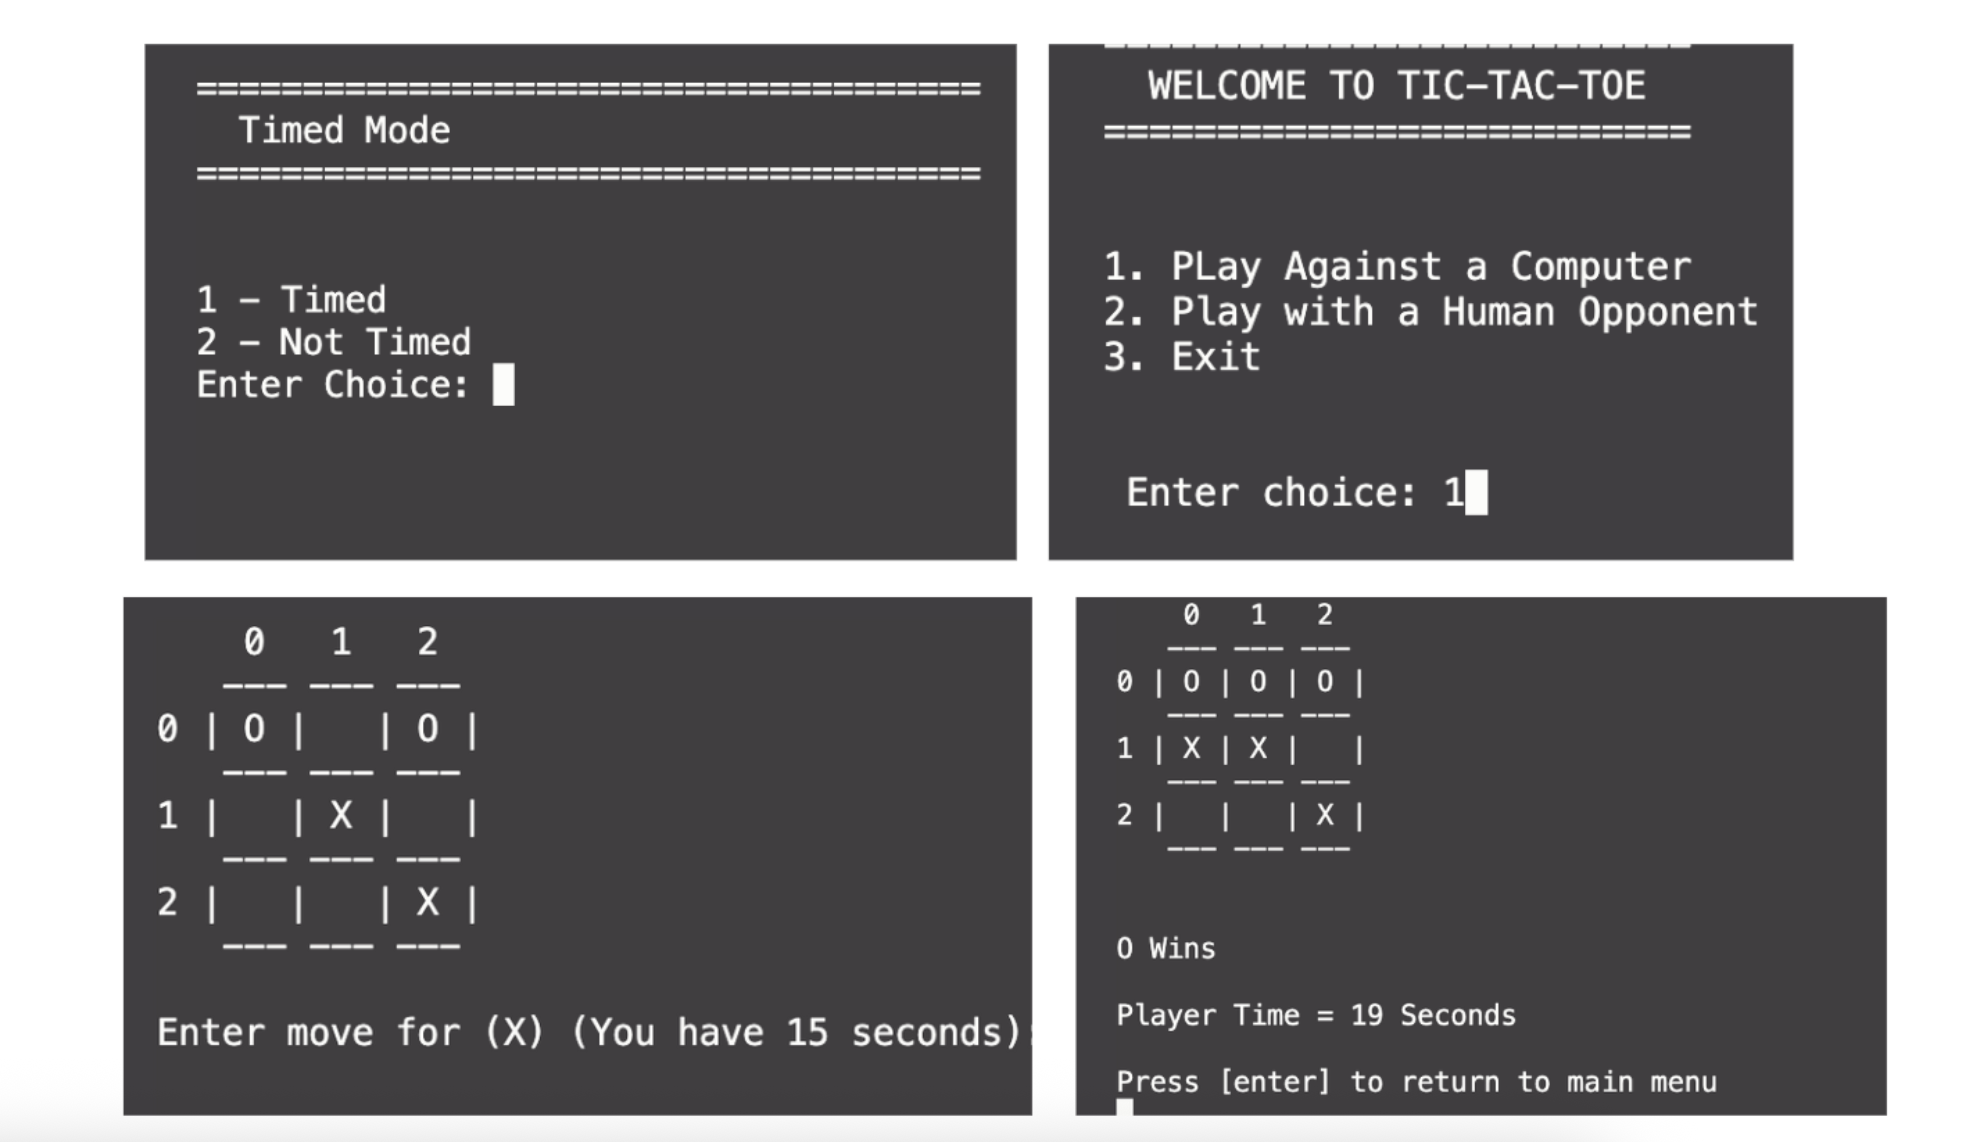 ==================================
Timed Mode
==================================
1 – Timed
2 – Not Timed
Enter Choice:
==========================
WELCOME TO TIC–TAC–TOE
==========================
1. PLay Against a Computer
2. Play with a Human Opponent
3. Exit
Enter choice: 1
0 1 2
––– ––– –––
0 | O |   | O |
––– ––– –––
1 |   | X |   |
––– ––– –––
2 |   |   | X |
––– ––– –––
Enter move for (X) (You have 15 seconds):
0 1 2
––– ––– –––
0 | O | O | O |
––– ––– –––
1 | X | X |   |
––– ––– –––
2 |   |   | X |
––– ––– –––
O Wins
Player Time = 19 Seconds
Press [enter] to return to main menu